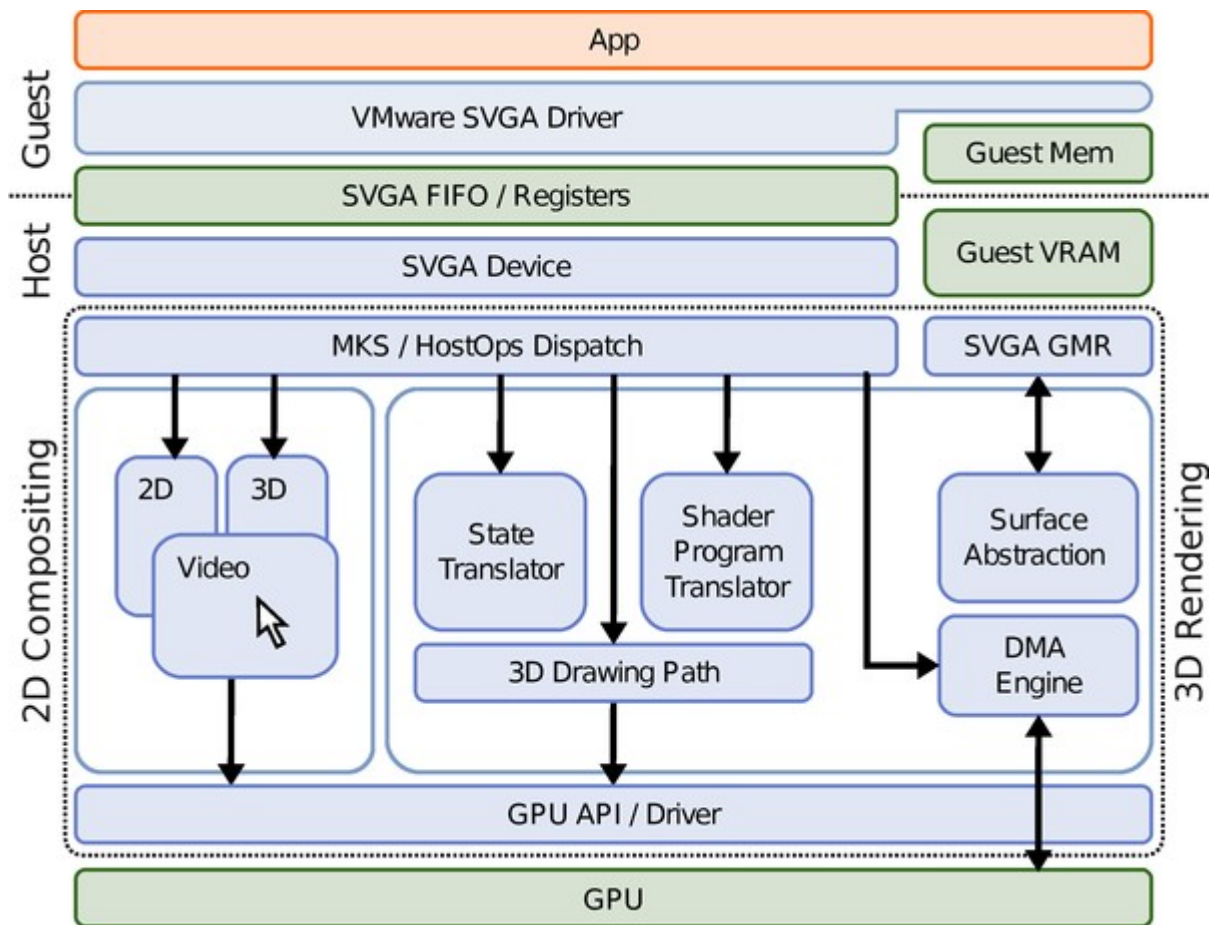 App
Guest
VMware SVGA Driver
Guest Mem
SVGA FIFO / Registers
Host
SVGA Device
Guest VRAM
MKS / HostOps Dispatch
SVGA GMR
2D Compositing
2D
3D
Video
State
Translator
Shader
Program
Translator
3D Drawing Path
Surface
Abstraction
DMA
Engine
3D Rendering
GPU API / Driver
GPU